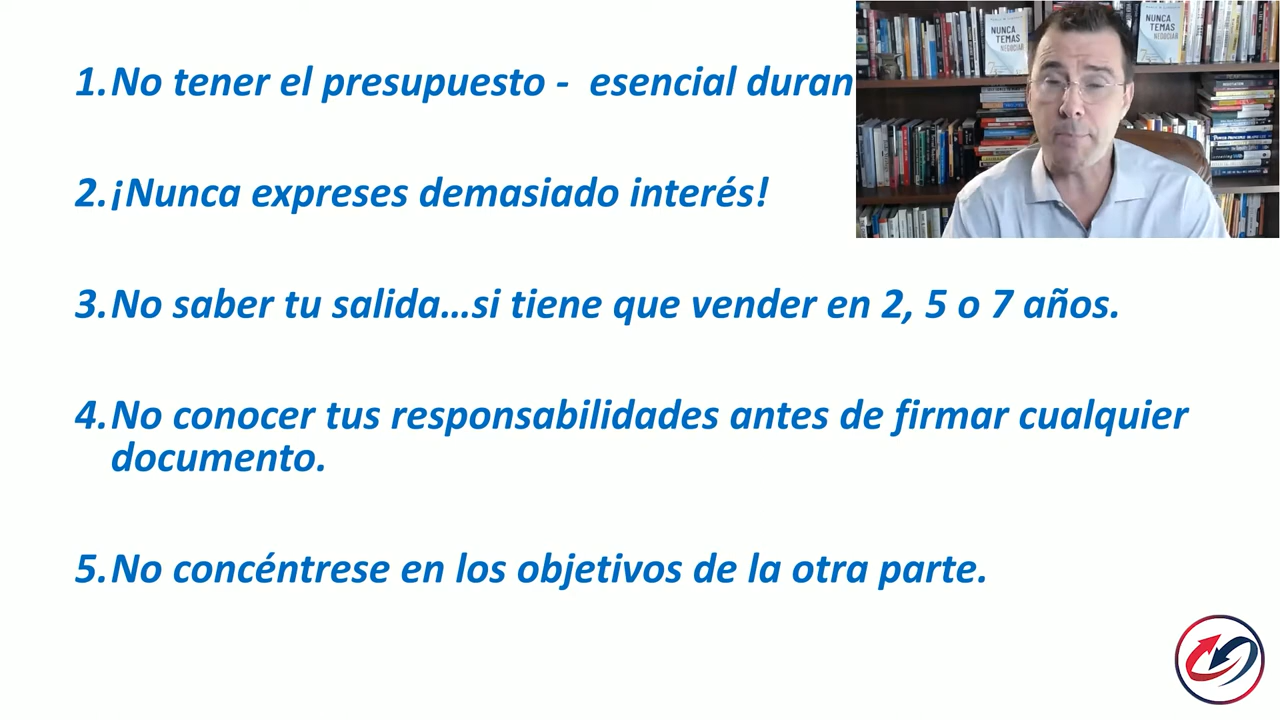 1.No tener el presupuesto - esencial duran
2.¡Nunca expreses demasiado interés!
3.No saber tu salida...si tiene que vender en 2, 5 o 7 años.
4.No conocer tus responsabilidades antes de firmar cualquier
documento.
5.No concéntrese en los objetivos de la otra parte.
NUNCA
TEMAS
NEGOCIAR
NUNCA
TEMAS
NEGOCIAR